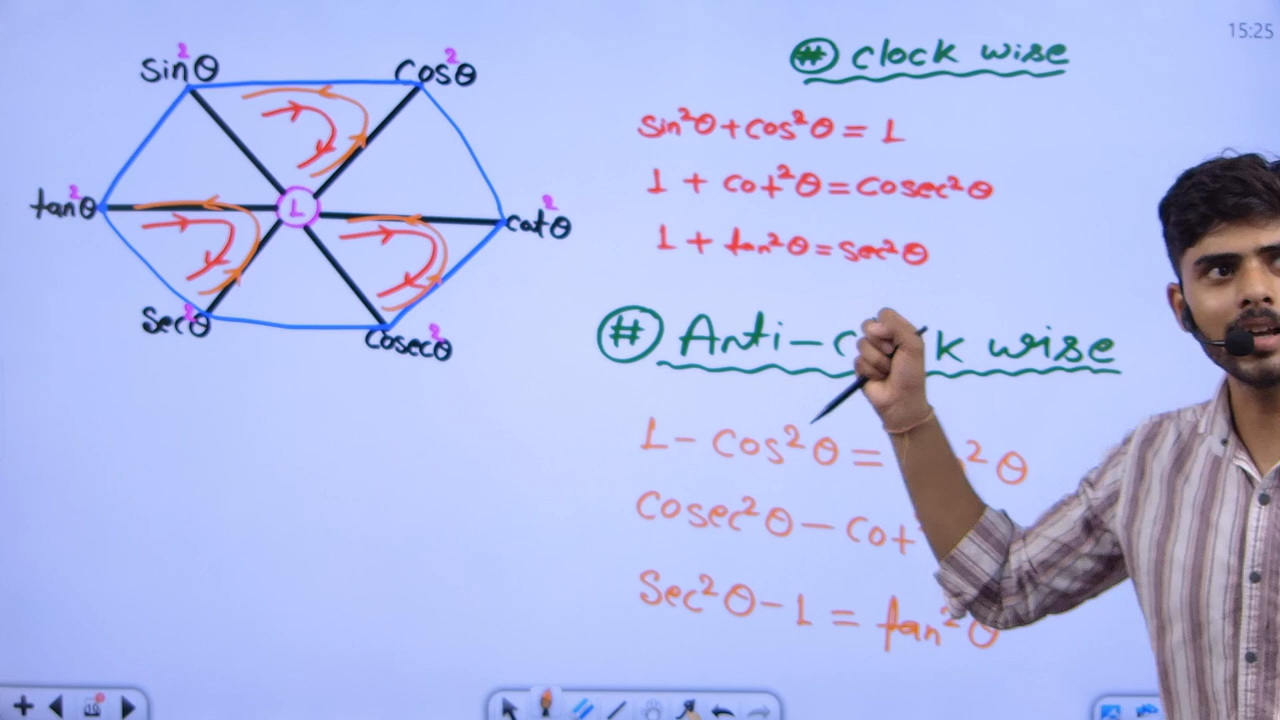 15:25
sin²θ
cos²θ
tan²θ
1
cot²θ
sec²θ
cosec²θ
# clock wise
sin²θ + cos²θ = 1
1 + cot²θ = cosec²θ
1 + tan²θ = sec²θ
# Anti-c k wise
1 - cos²θ = ²θ
cosec²θ - cot
sec²θ - 1 = tan²θ